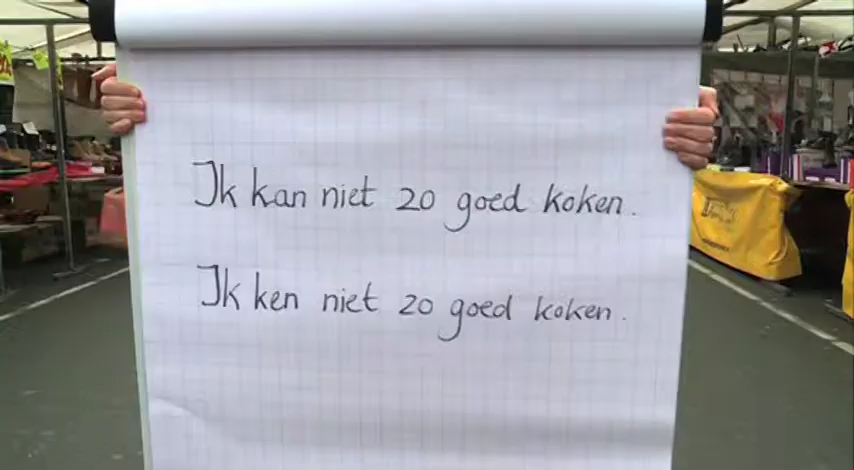 Ik kan niet zo goed koken.
Ik ken niet zo goed koken.